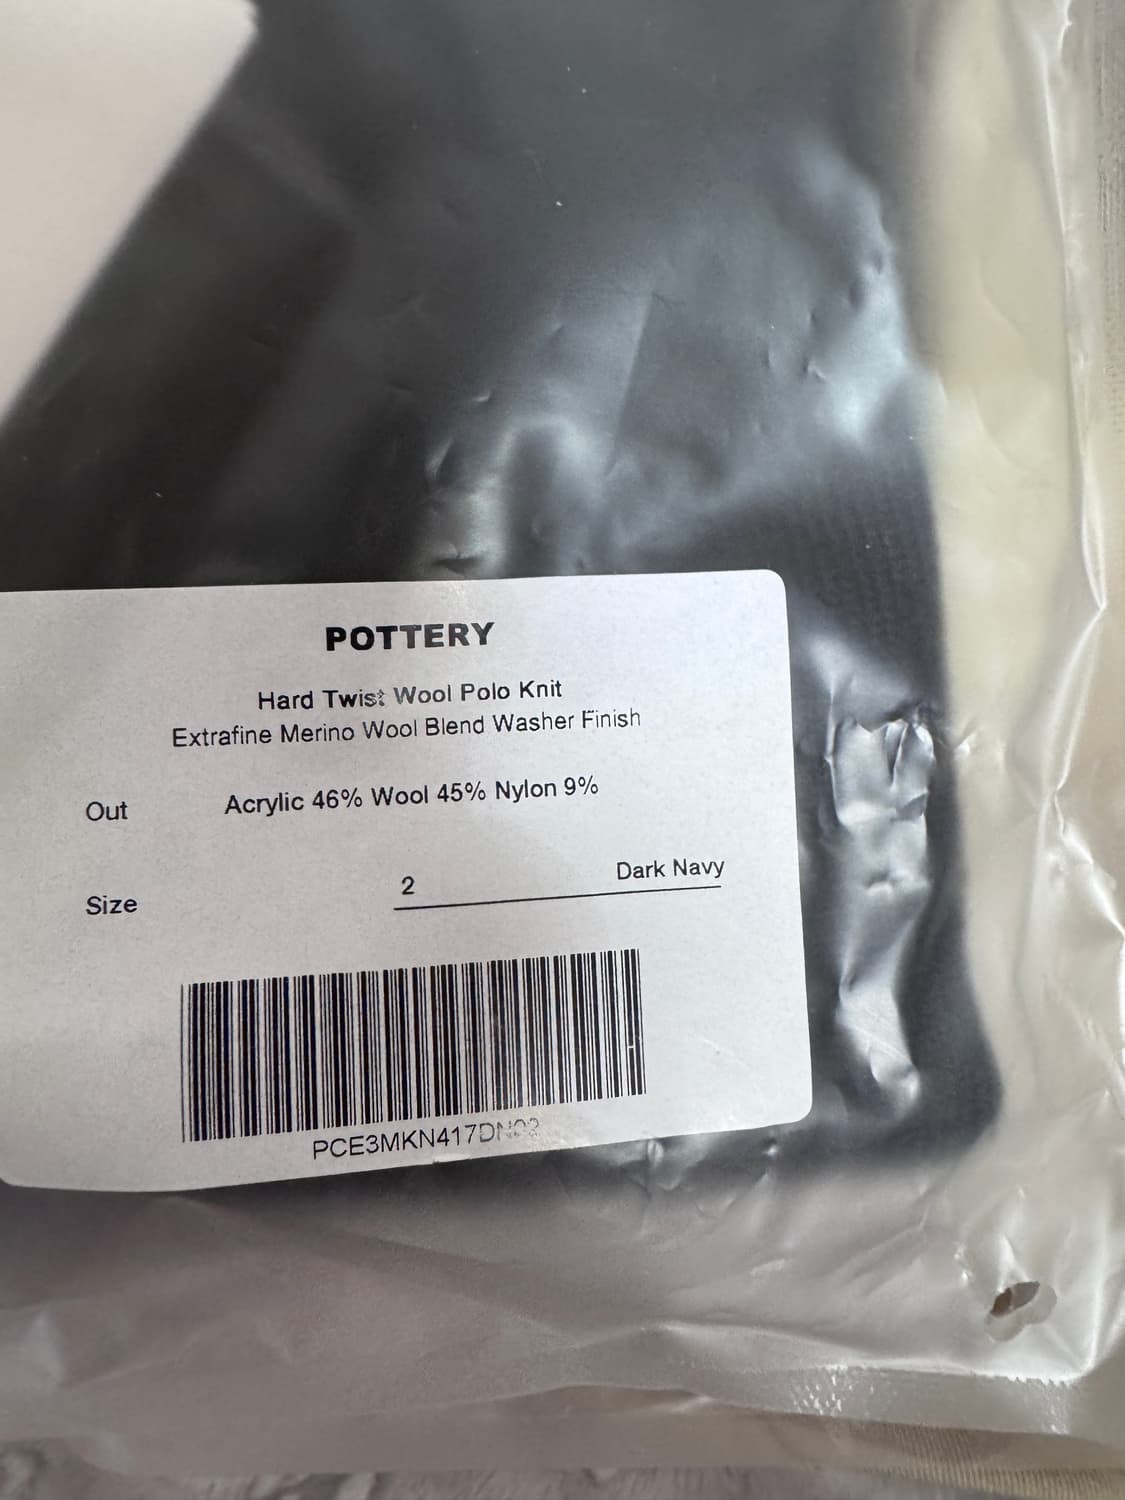 POTTERY
Hard Twist Wool Polo Knit
Extrafine Merino Wool Blend Washer Finish
Out Acrylic 46% Wool 45% Nylon 9%
Size 2 Dark Navy
PCE3MKN417DN02